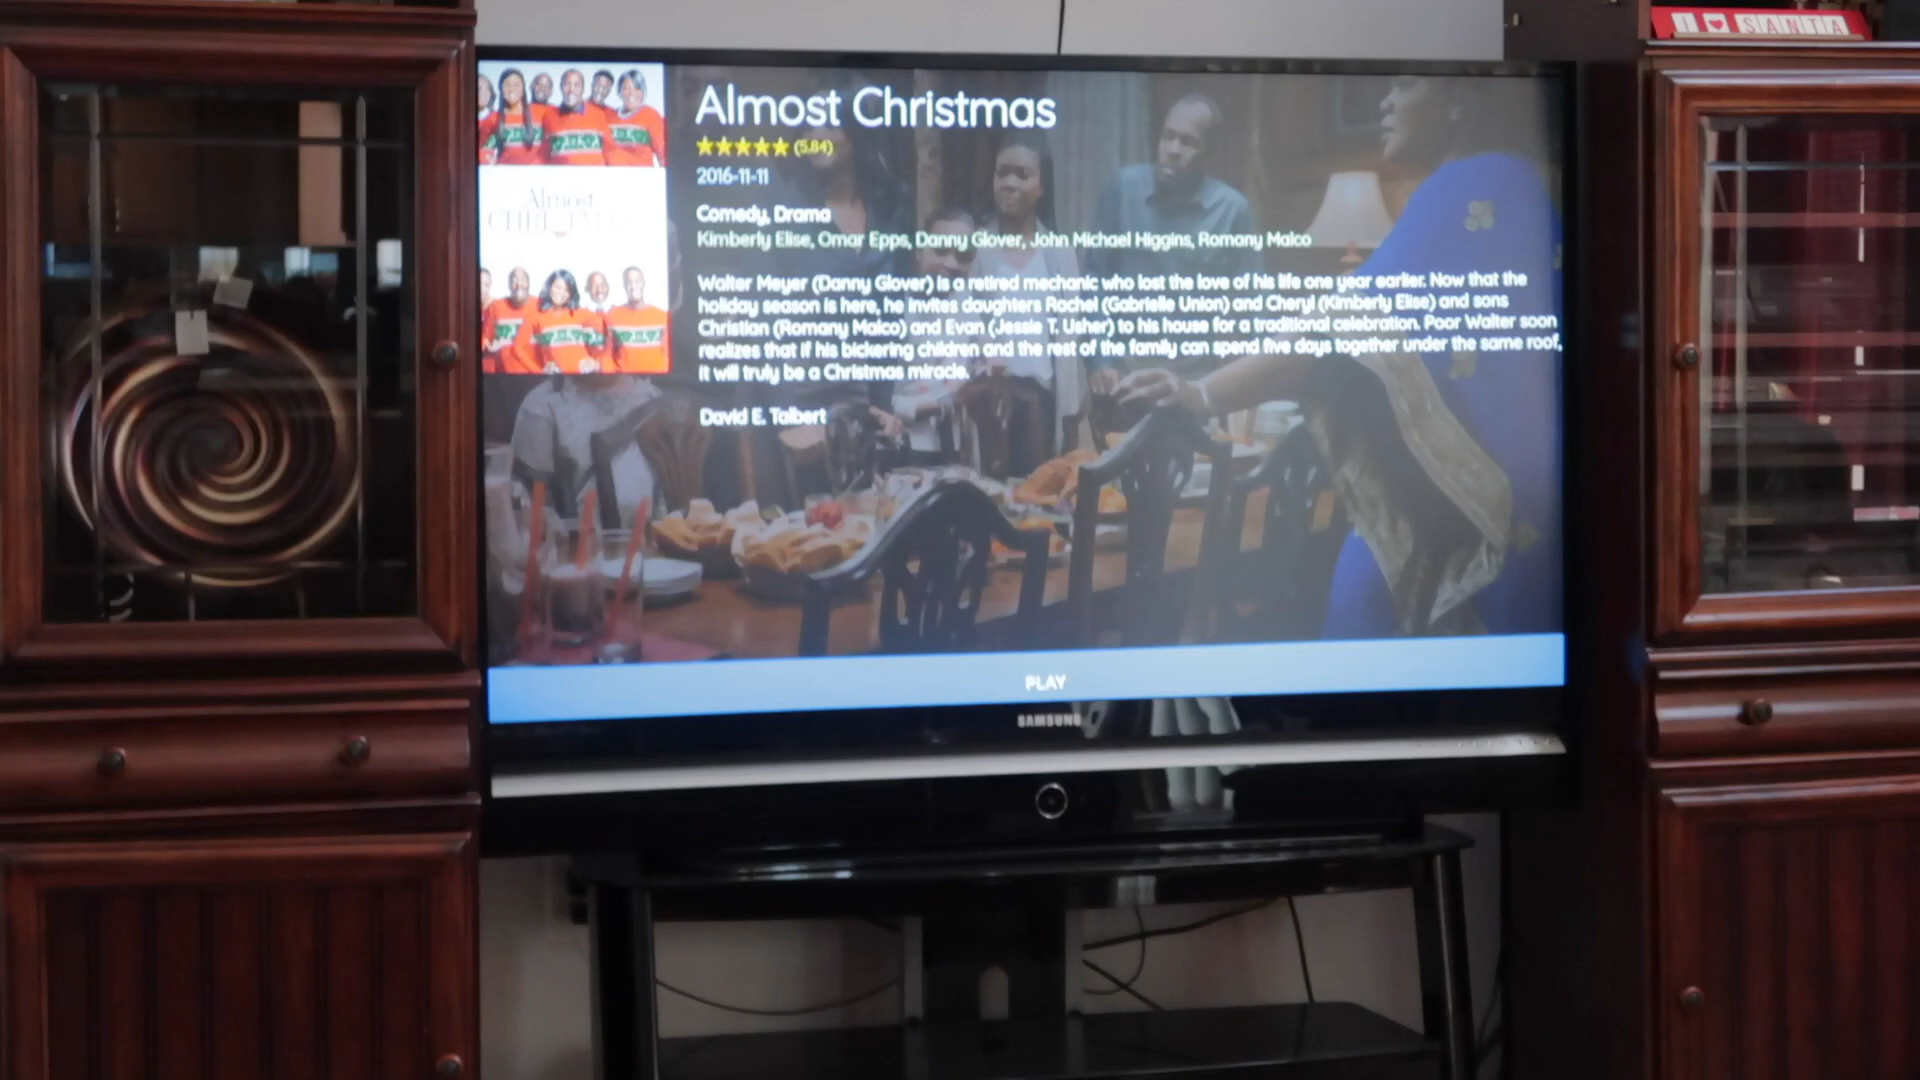 I ♥ SANTA
Almost Christmas
★★★★★ (5.84)
2016-11-11
Comedy, Drama
Kimberly Elise, Omar Epps, Danny Glover, John Michael Higgins, Romany Malco
Walter Meyer (Danny Glover) is a retired mechanic who lost the love of his life one year earlier. Now that the
holiday season is here, he invites daughters Rachel (Gabrielle Union) and Cheryl (Kimberly Elise) and sons
Christian (Romany Malco) and Evan (Jessie T. Usher) to his house for a traditional celebration. Poor Walter soon
realizes that if his bickering children and the rest of the family can spend five days together under the same roof,
it will truly be a Christmas miracle.
David E. Talbert
Almost
CHRISTMAS
PLAY
SAMSUNG